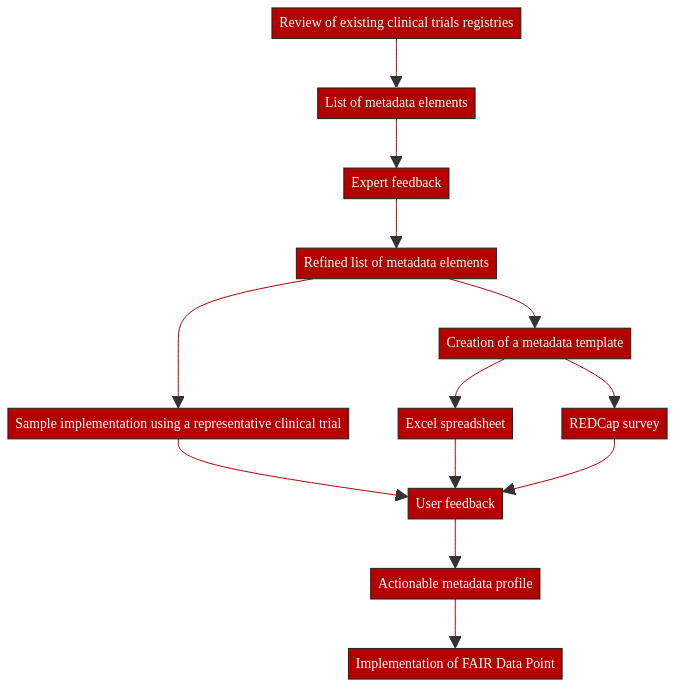 Review of existing clinical trials registries
List of metadata elements
Expert feedback
Refined list of metadata elements
Creation of a metadata template
Sample implementation using a representative clinical trial
Excel spreadsheet
REDCap survey
User feedback
Actionable metadata profile
Implementation of FAIR Data Point